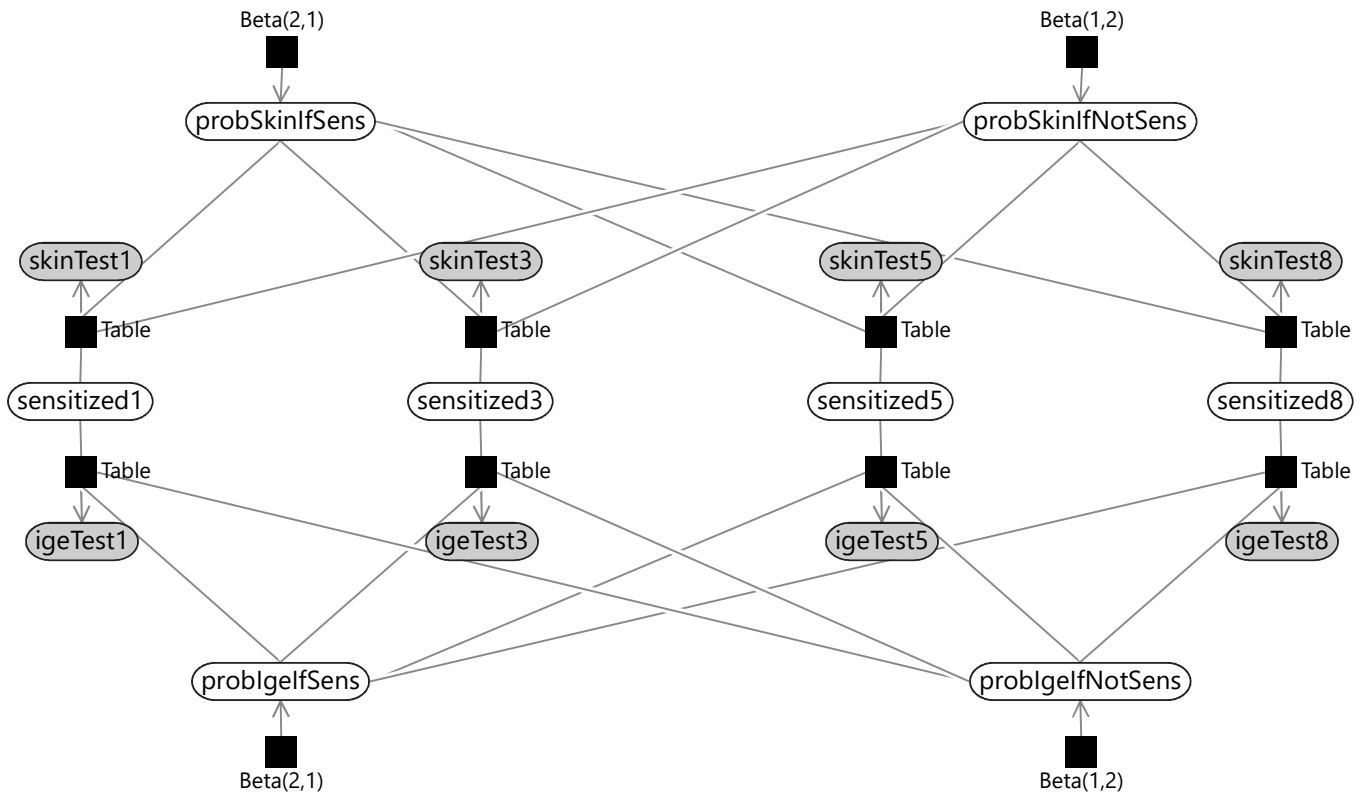 Beta(2,1)
Beta(1,2)
probSkinIfSens
probSkinIfNotSens
skinTest1
skinTest3
skinTest5
skinTest8
Table
Table
Table
Table
sensitized1
sensitized3
sensitized5
sensitized8
Table
Table
Table
Table
igeTest1
igeTest3
igeTest5
igeTest8
probIgeIfSens
probIgeIfNotSens
Beta(2,1)
Beta(1,2)